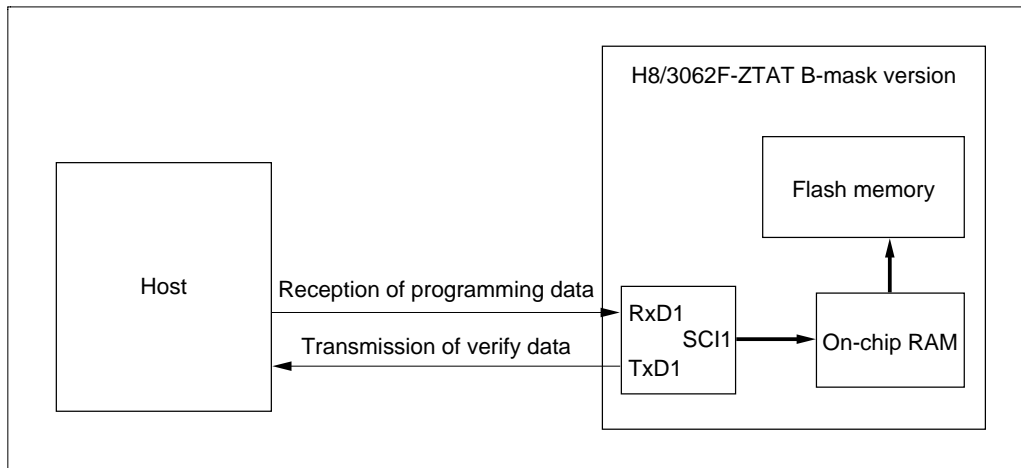 H8/3062F-ZTAT B-mask version
Flash memory
Host
Reception of programming data
RxD1
SCI1
On-chip RAM
Transmission of verify data
TxD1